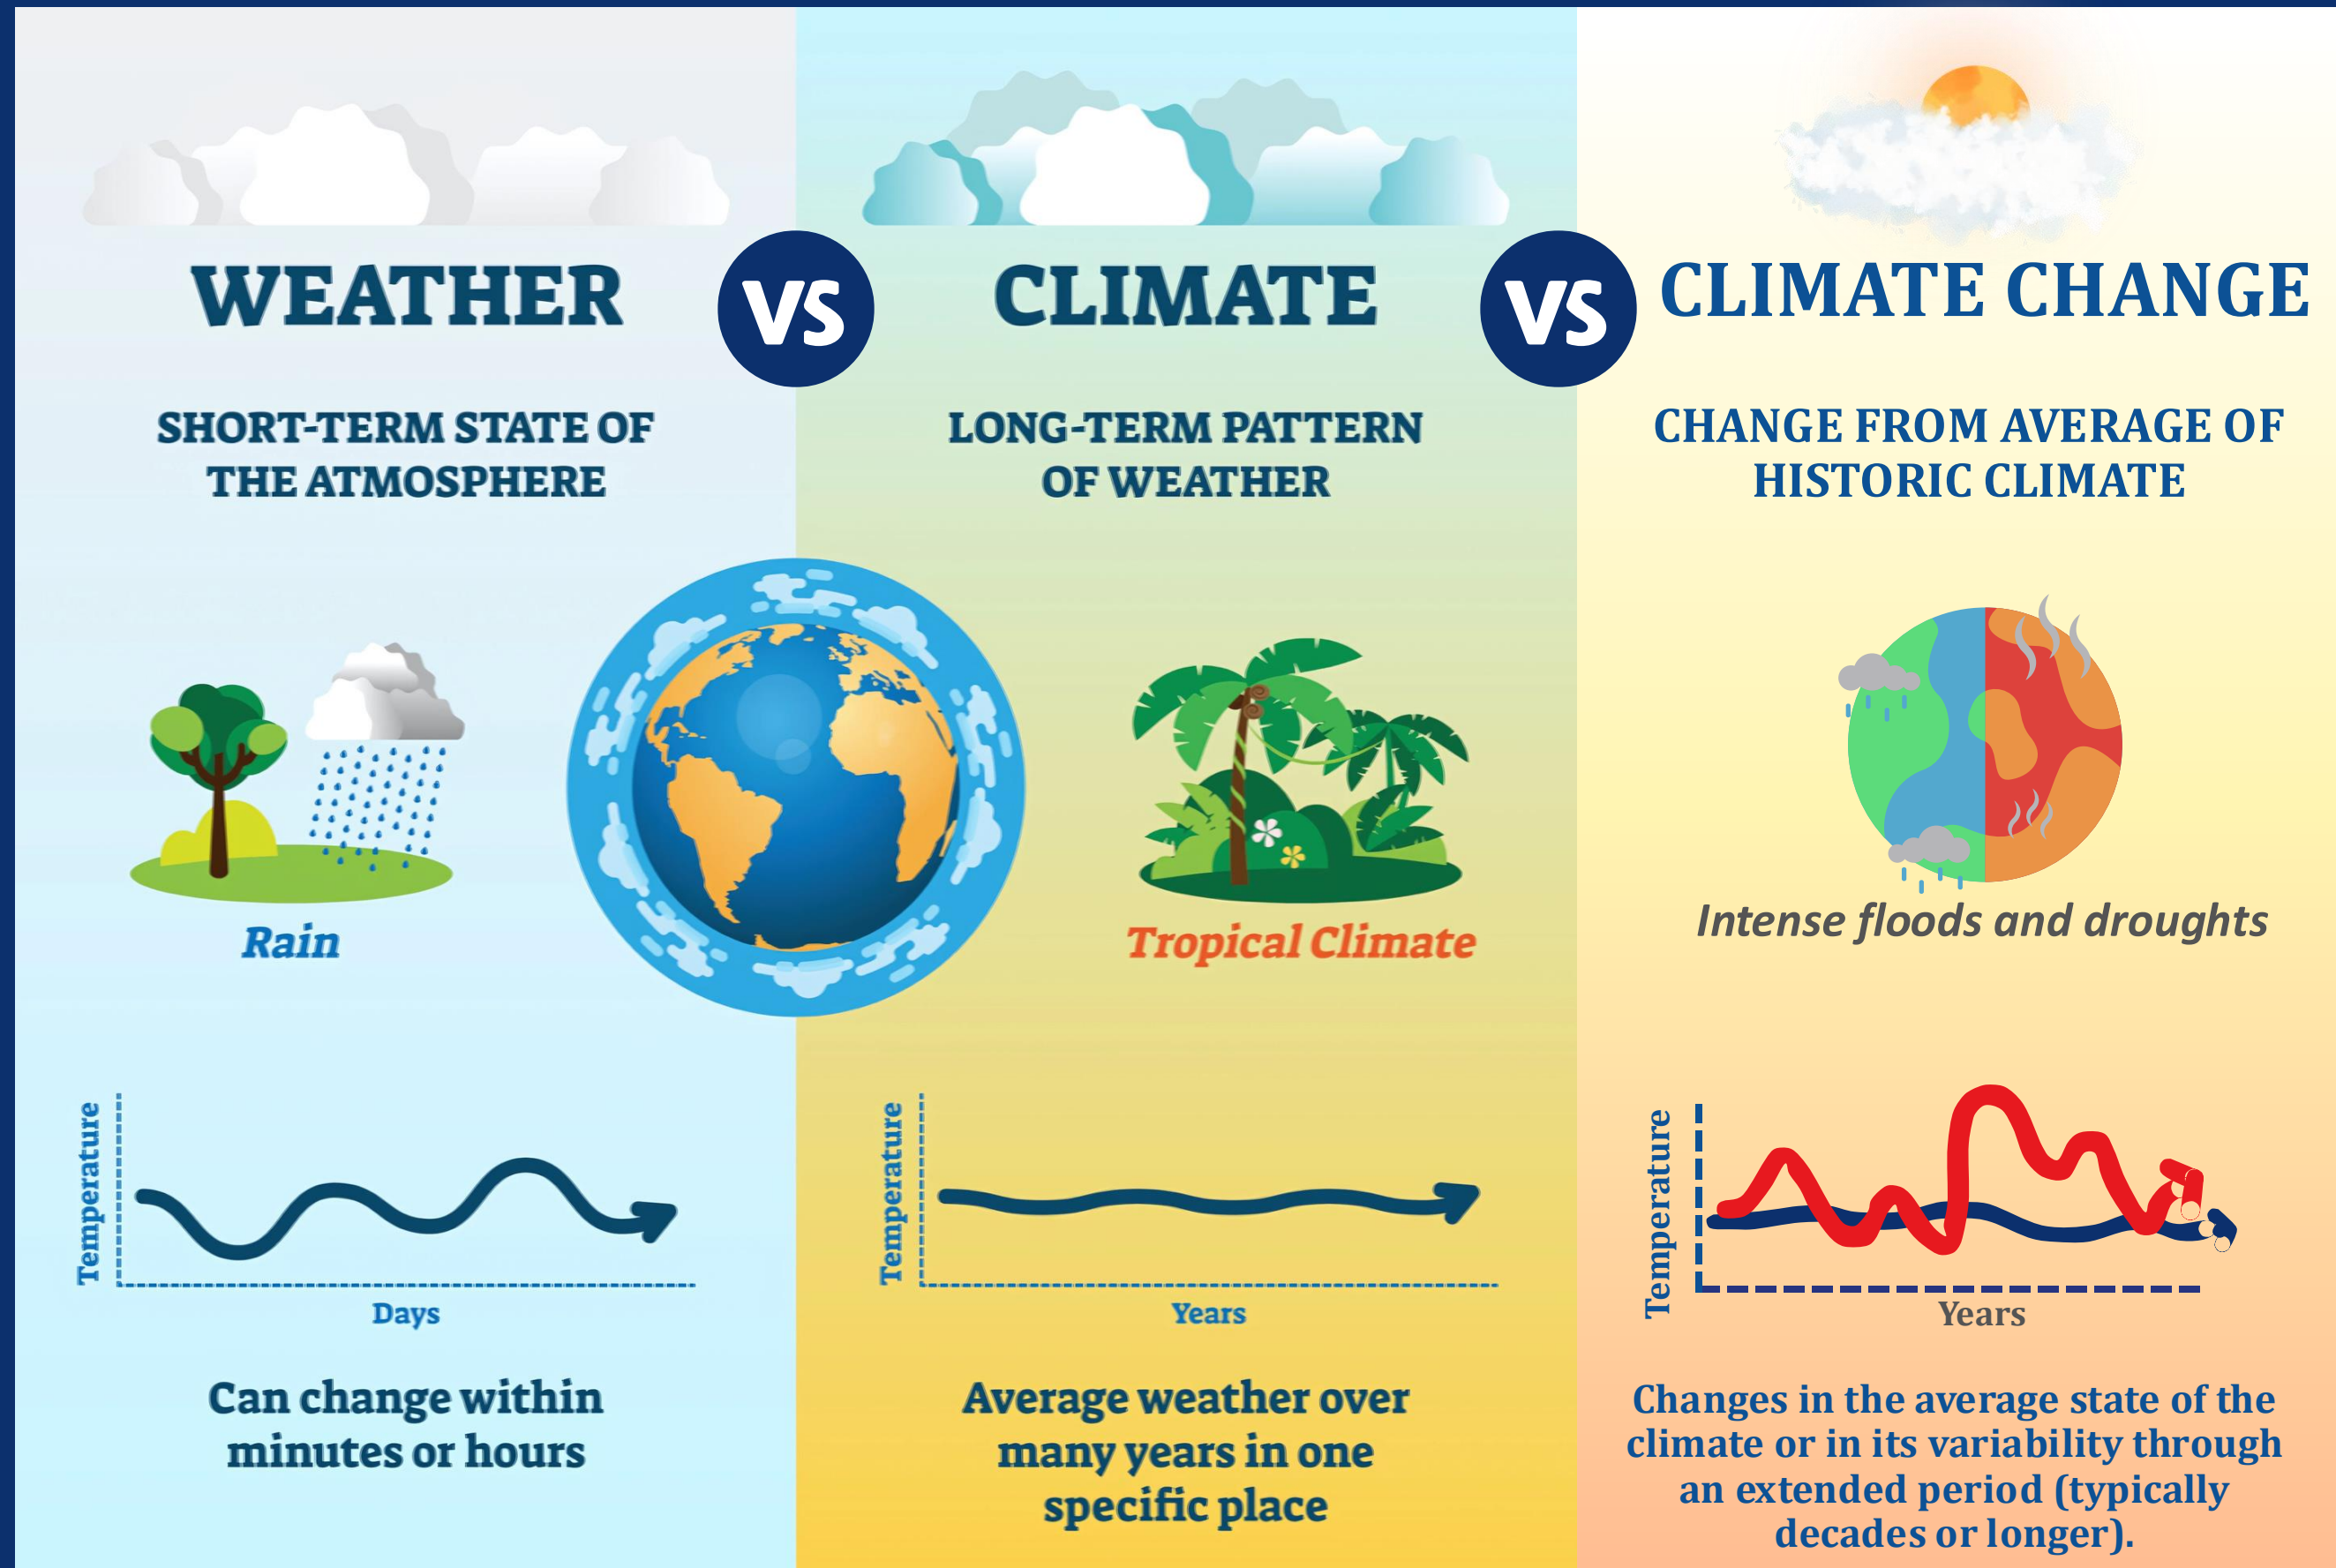 WEATHER
VS
CLIMATE
VS
CLIMATE CHANGE
SHORT-TERM STATE OF
THE ATMOSPHERE
LONG-TERM PATTERN
OF WEATHER
CHANGE FROM AVERAGE OF
HISTORIC CLIMATE
Rain
Tropical Climate
Intense floods and droughts
Temperature
Days
Temperature
Years
Temperature
Years
Can change within
minutes or hours
Average weather over
many years in one
specific place
Changes in the average state of the
climate or in its variability through
an extended period (typically
decades or longer).